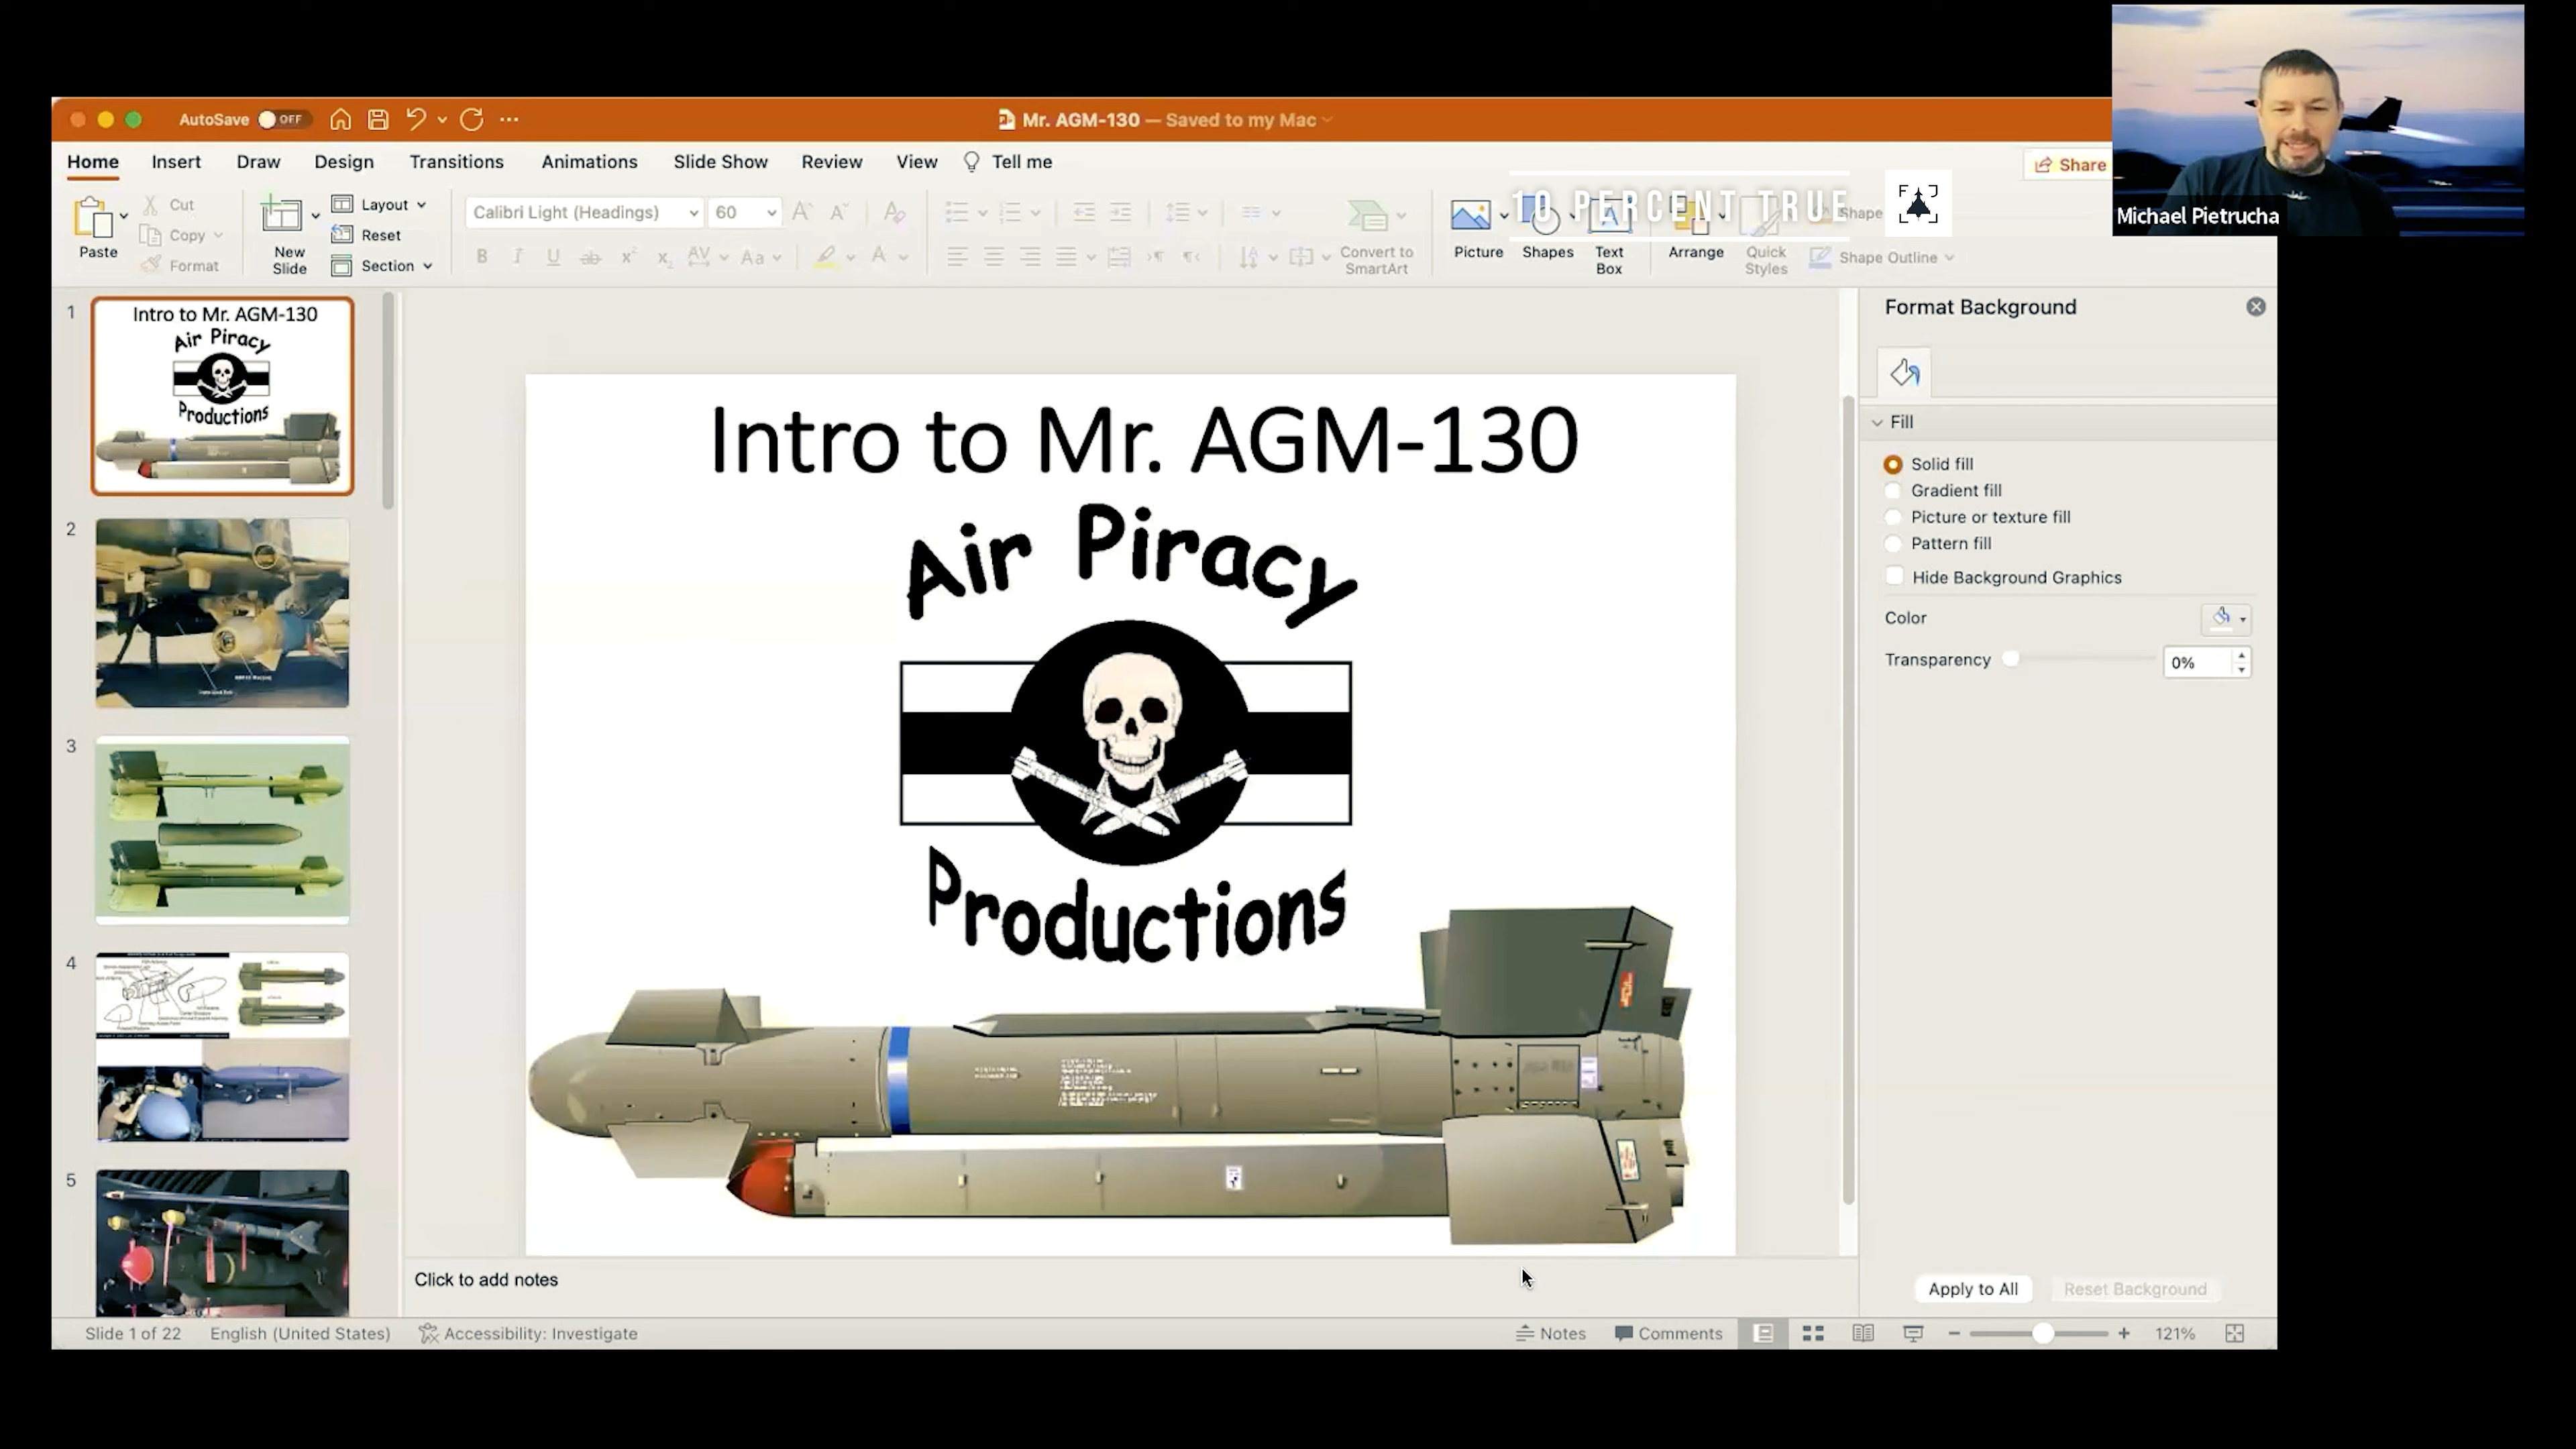 AutoSave OFF
Mr. AGM-130 — Saved to my Mac
Home Insert Draw Design Transitions Animations Slide Show Review View Tell me
Share
Paste
Cut
Copy
Format
New
Slide
Layout
Reset
Section
Calibri Light (Headings) 60
Convert to
SmartArt
Picture
Shapes
Text
Box
Arrange
Quick
Styles
Shape
Shape Outline
10 PERCENT TRUE
Michael Pietrucha
1
Intro to Mr. AGM-130
Air Piracy
Productions
2
3
4
5
Intro to Mr. AGM-130
Air Piracy
Productions
Click to add notes
Format Background
Fill
Solid fill
Gradient fill
Picture or texture fill
Pattern fill
Hide Background Graphics
Color
Transparency 0%
Apply to All Reset Background
Slide 1 of 22 English (United States) Accessibility: Investigate Notes Comments 121%